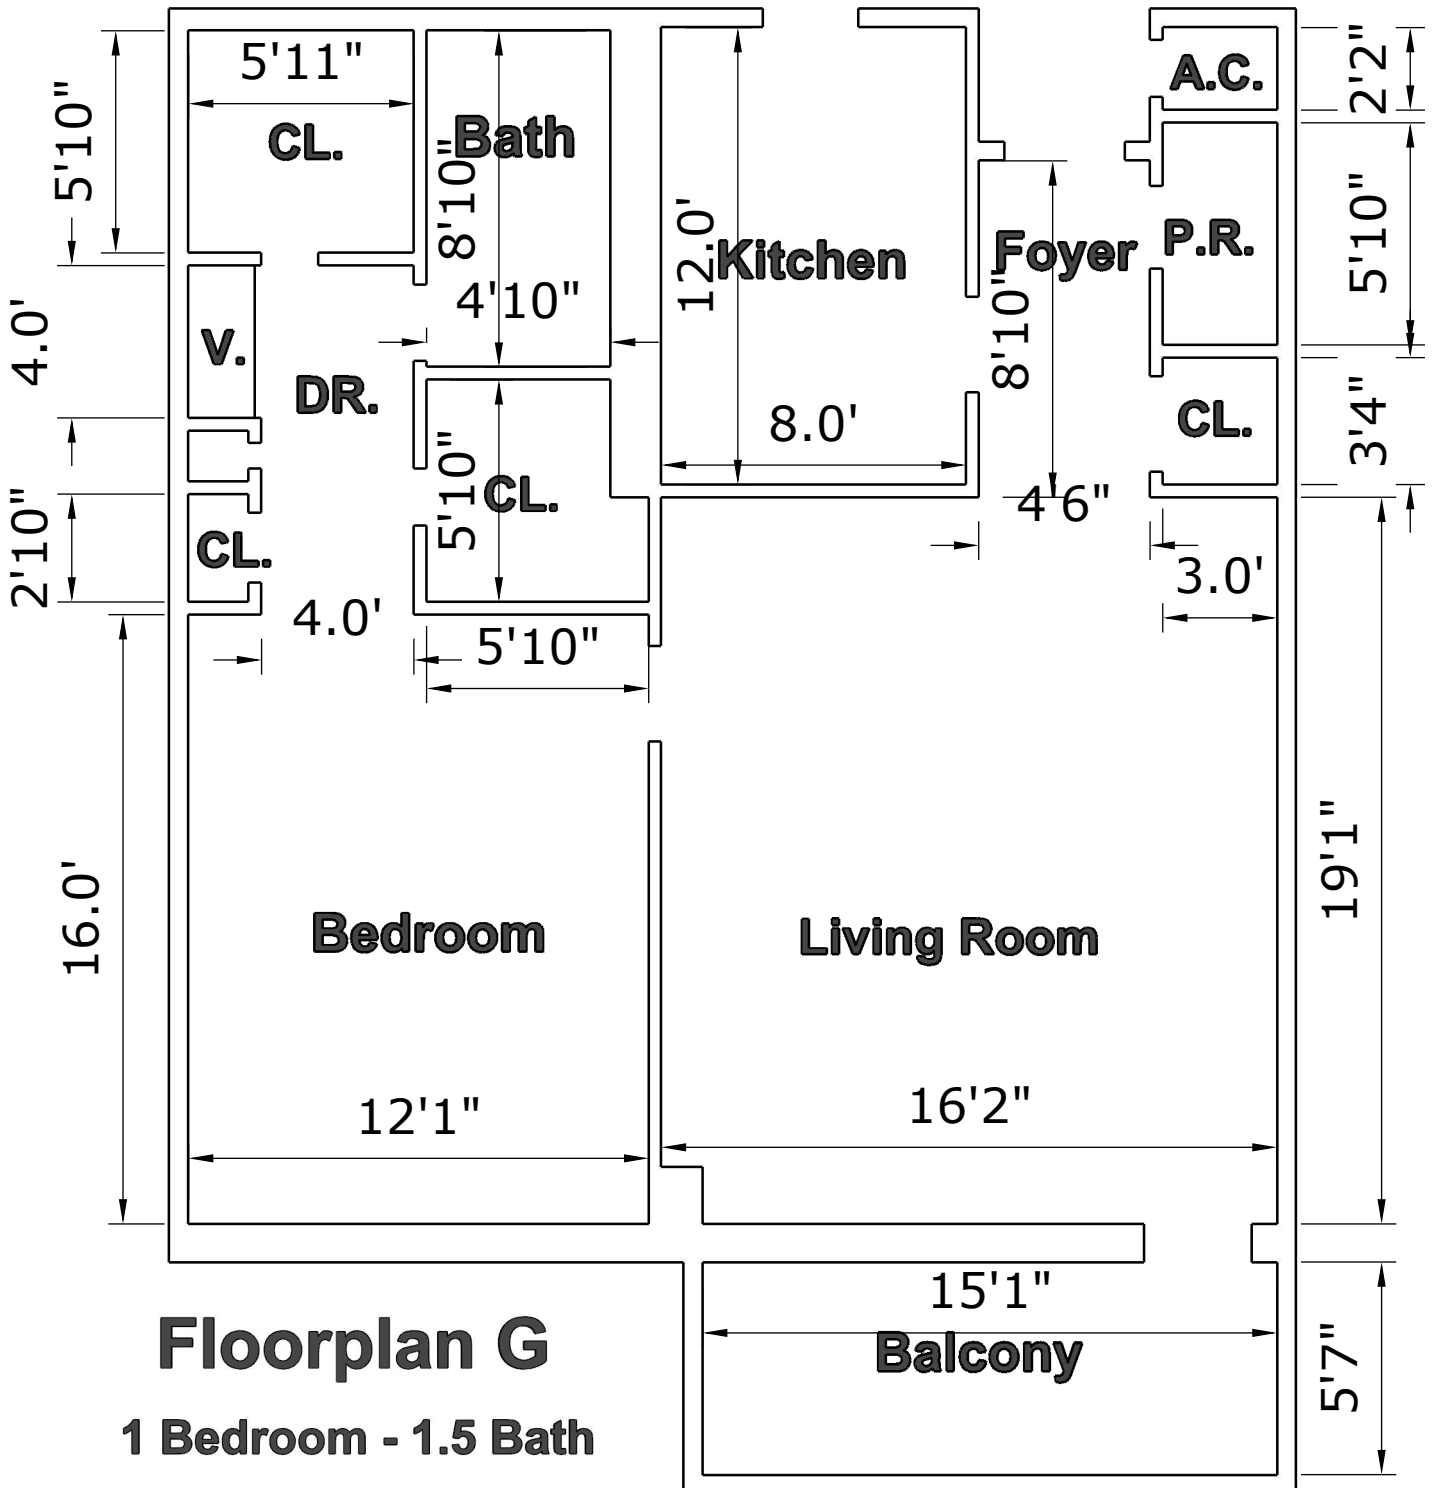 5'11"
A.C.
2'2"
5'10"
CL.
Bath
8'10"
12.0'
Kitchen
Foyer
P.R.
5'10"
4'10"
4.0'
V.
DR.
8'10"
8.0'
CL.
3'4"
5'10"
CL.
4'6"
2'10"
CL.
4.0'
5'10"
3.0'
16.0'
19'1"
Bedroom
Living Room
12'1"
16'2"
15'1"
Balcony
5'7"
Floorplan G
1 Bedroom - 1.5 Bath